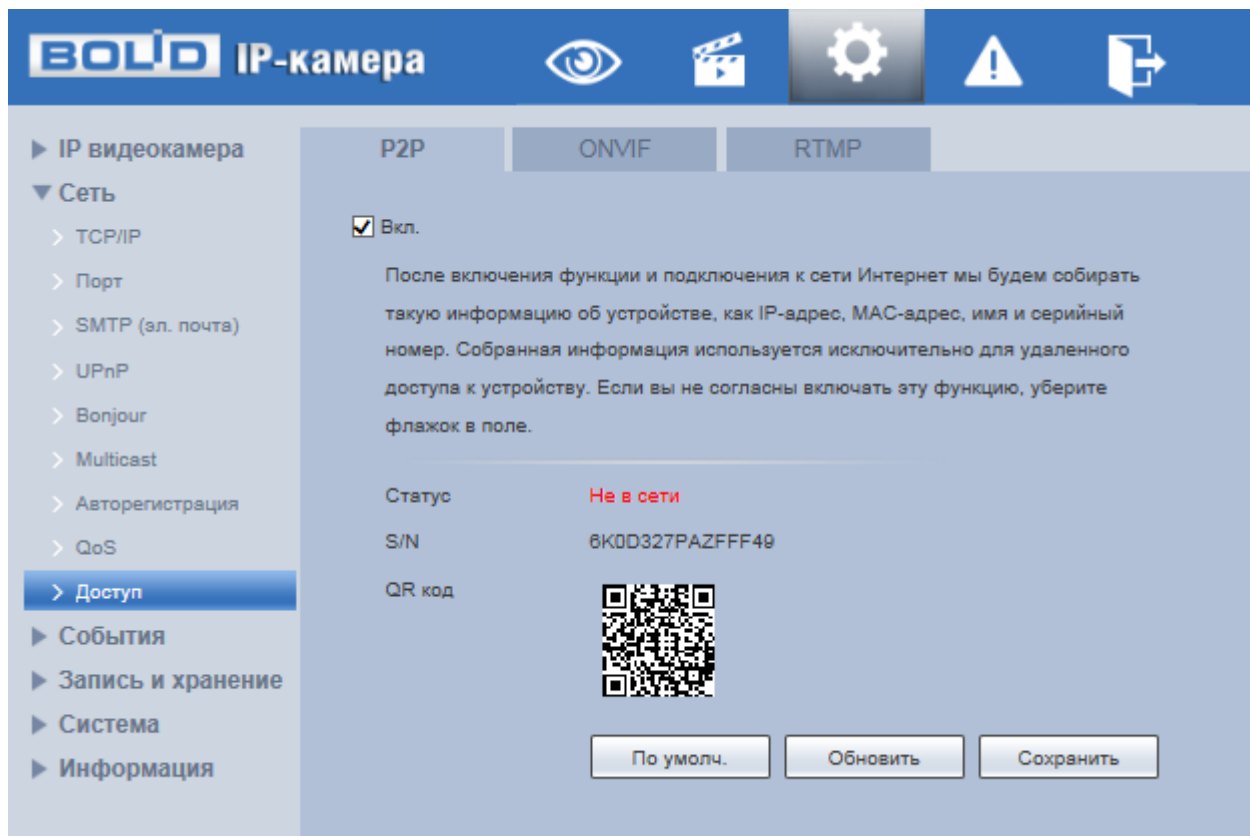 BOLID IP-камера
IP видеокамера
Сеть
TCP/IP
Порт
SMTP (эл. почта)
UPnP
Bonjour
Multicast
Авторегистрация
QoS
Доступ
События
Запись и хранение
Система
Информация
P2P
ONVIF
RTMP
Вкл.
После включения функции и подключения к сети Интернет мы будем собирать
такую информацию об устройстве, как IP-адрес, MAC-адрес, имя и серийный
номер. Собранная информация используется исключительно для удаленного
доступа к устройству. Если вы не согласны включать эту функцию, уберите
флажок в поле.
Статус Не в сети
S/N 6K0D327PAZFFF49
QR код
По умолч. Обновить Сохранить